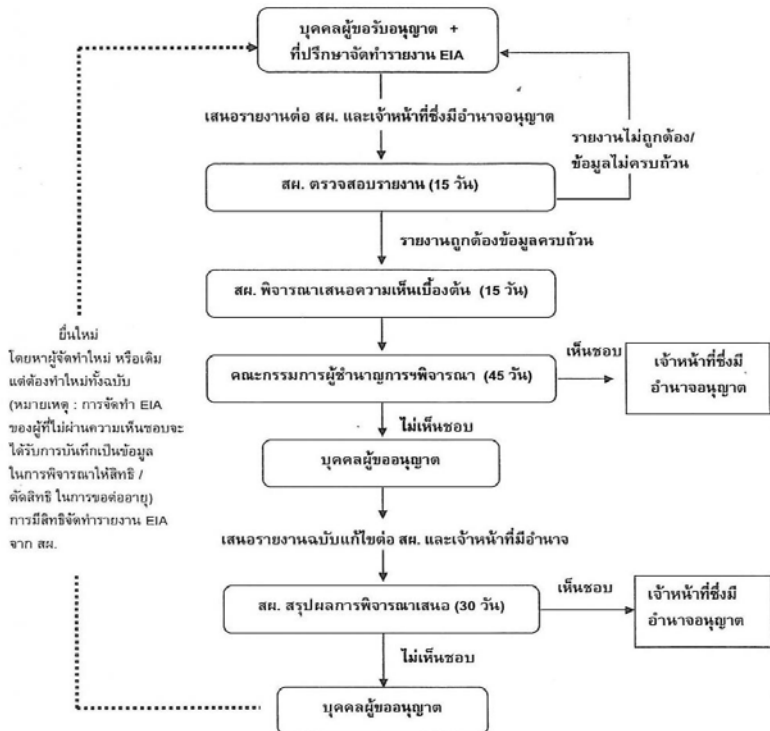 บุคคลผู้ขอรับอนุญาต +
ที่ปรึกษาจัดทำรายงาน EIA
เสนอรายงานต่อ สผ. และเจ้าหน้าที่ซึ่งมีอำนาจอนุญาต
รายงานไม่ถูกต้อง/
ข้อมูลไม่ครบถ้วน
สผ. ตรวจสอบรายงาน (15 วัน)
รายงานถูกต้องข้อมูลครบถ้วน
สผ. พิจารณาเสนอความเห็นเบื้องต้น (15 วัน)
คณะกรรมการผู้ชำนาญการฯพิจารณา (45 วัน)
เห็นชอบ
เจ้าหน้าที่ซึ่งมี
อำนาจอนุญาต
ไม่เห็นชอบ
บุคคลผู้ขออนุญาต
เสนอรายงานฉบับแก้ไขต่อ สผ. และเจ้าหน้าที่มีอำนาจ
สผ. สรุปผลการพิจารณาเสนอ (30 วัน)
เห็นชอบ
เจ้าหน้าที่ซึ่งมี
อำนาจอนุญาต
ไม่เห็นชอบ
บุคคลผู้ขออนุญาต
ยื่นใหม่
โดยหาผู้จัดทำใหม่ หรือเดิม
แต่ต้องทำใหม่ทั้งฉบับ
(หมายเหตุ : การจัดทำ EIA
ของผู้ที่ไม่ผ่านความเห็นชอบจะ
ได้รับการบันทึกเป็นข้อมูล
ในการพิจารณาให้สิทธิ /
ตัดสิทธิ ในการขอต่ออายุ)
การมีสิทธิจัดทำรายงาน EIA
จาก สผ.